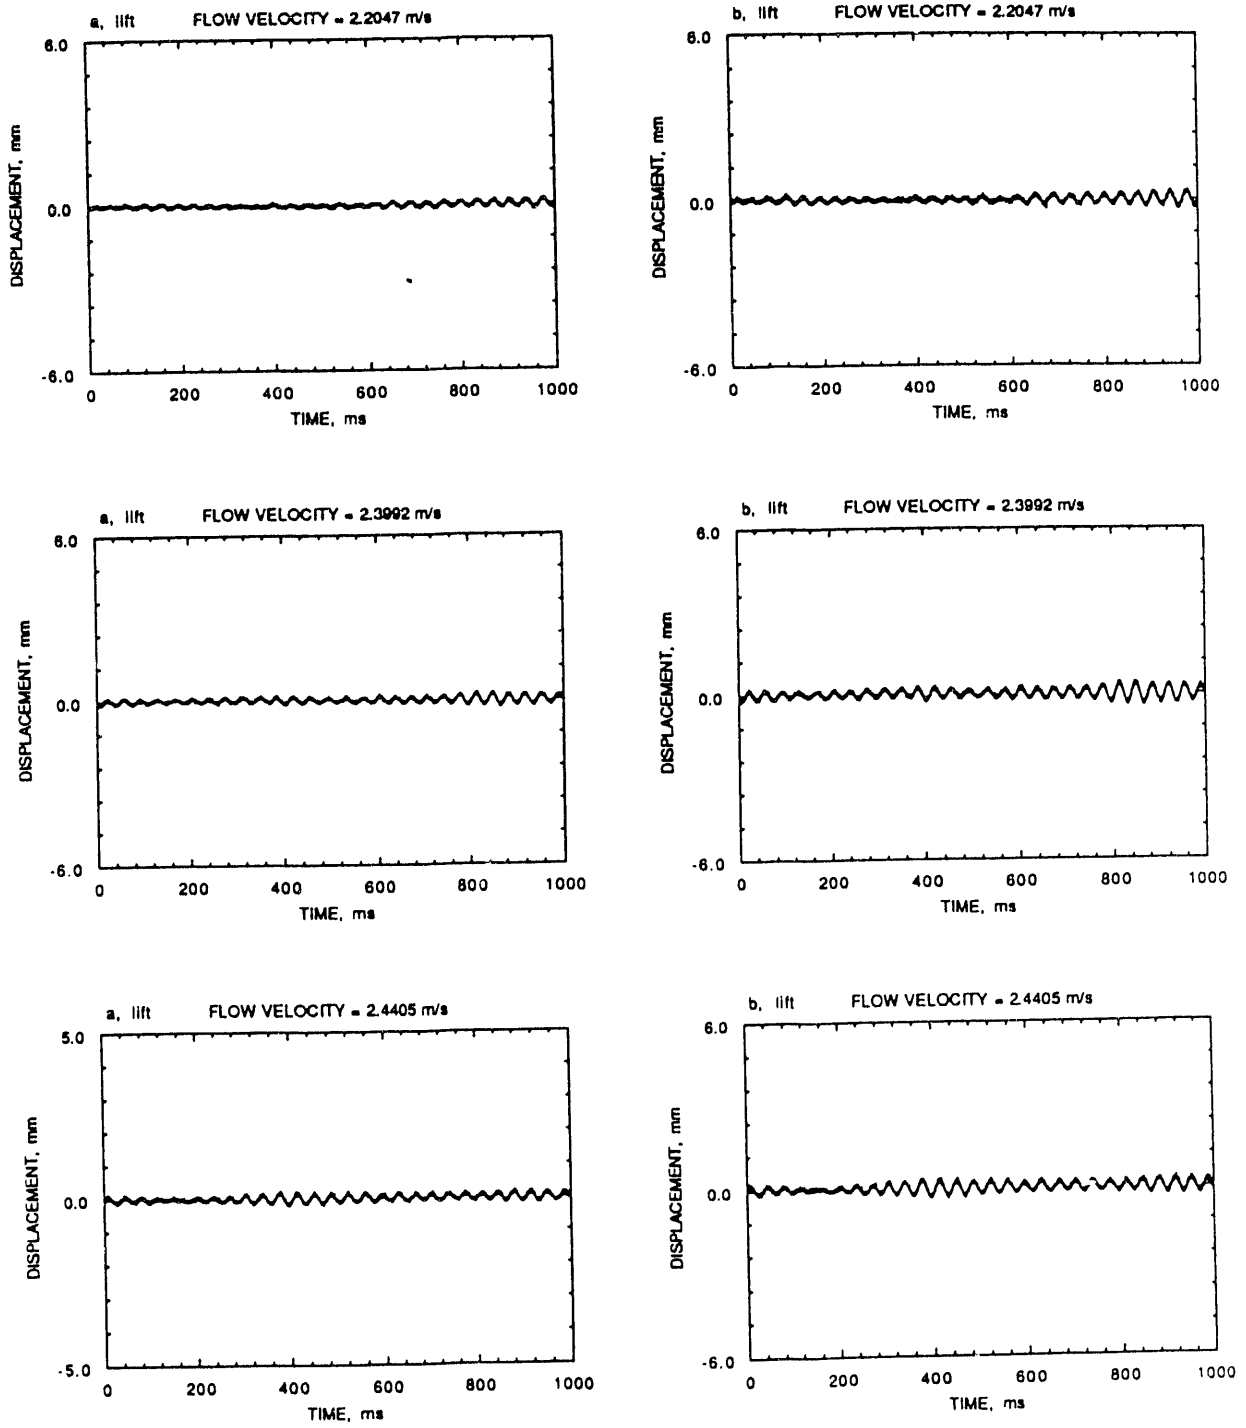 a, lift FLOW VELOCITY = 2.2047 m/s
6.0
0.0
-6.0
DISPLACEMENT, mm
0 200 400 600 800 1000
TIME, ms
b, lift FLOW VELOCITY = 2.2047 m/s
6.0
0.0
-6.0
DISPLACEMENT, mm
0 200 400 600 800 1000
TIME, ms
a, lift FLOW VELOCITY = 2.3992 m/s
6.0
0.0
-6.0
DISPLACEMENT, mm
0 200 400 600 800 1000
TIME, ms
b, lift FLOW VELOCITY = 2.3992 m/s
6.0
0.0
-6.0
DISPLACEMENT, mm
0 200 400 600 800 1000
TIME, ms
a, lift FLOW VELOCITY = 2.4405 m/s
5.0
0.0
-5.0
DISPLACEMENT, mm
0 200 400 600 800 1000
TIME, ms
b, lift FLOW VELOCITY = 2.4405 m/s
6.0
0.0
-6.0
DISPLACEMENT, mm
0 200 400 600 800 1000
TIME, ms